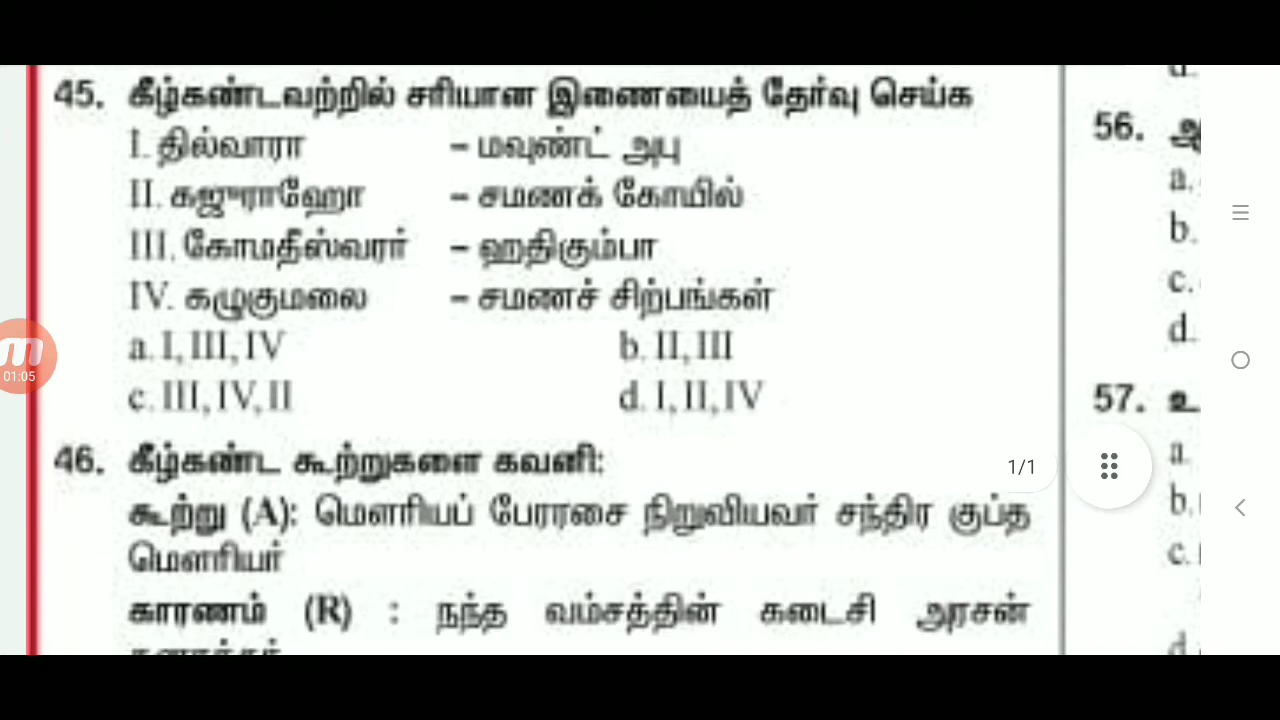 45. கீழ்கண்டவற்றில் சரியான இணையைத் தேர்வு செய்க
I. தில்வாரா – மவுண்ட் அபு
II. கஜுராஹோ – சமணக் கோயில்
III. கோமதீஸ்வரர் – ஹதிகும்பா
IV. கழுகுமலை – சமணச் சிற்பங்கள்
a. I, III, IV b. II, III
c. III, IV, II d. I, II, IV
46. கீழ்கண்ட கூற்றுகளை கவனி:
கூற்று (A): மௌரியப் பேரரசை நிறுவியவர் சந்திர குப்த
மௌரியர்
காரணம் (R) : நந்த வம்சத்தின் கடைசி அரசன்
56.
a.
b.
c.
d.
57. உ
a.
b.
c.
d.
1/1
01:05